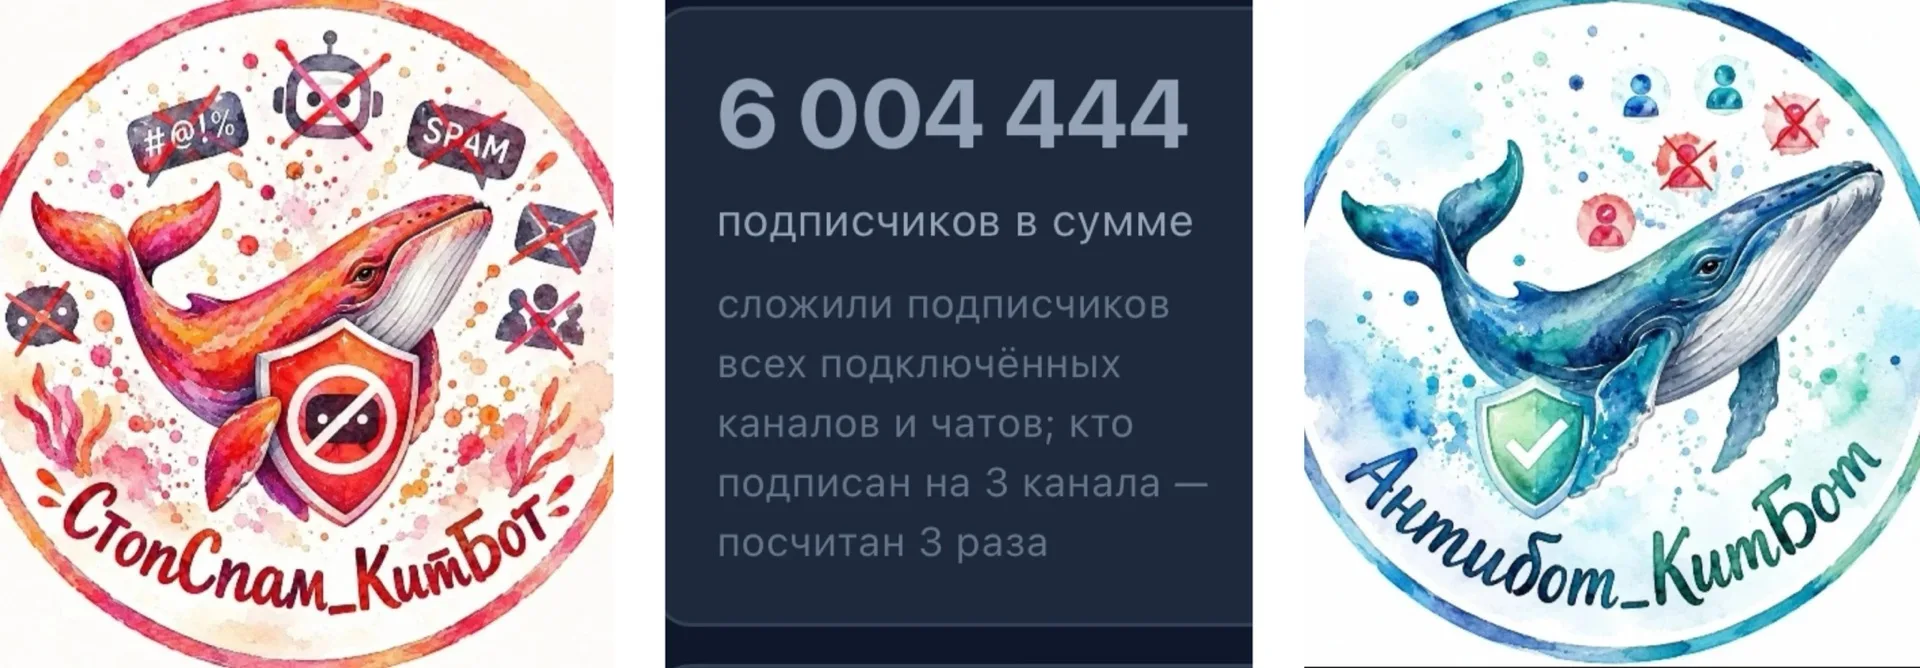 #@!%
SPAM
СтопСпам_КитБот
6 004 444
подписчиков в сумме
сложили подписчиков
всех подключённых
каналов и чатов; кто
подписан на 3 канала —
посчитан 3 раза
Антибот_КитБот